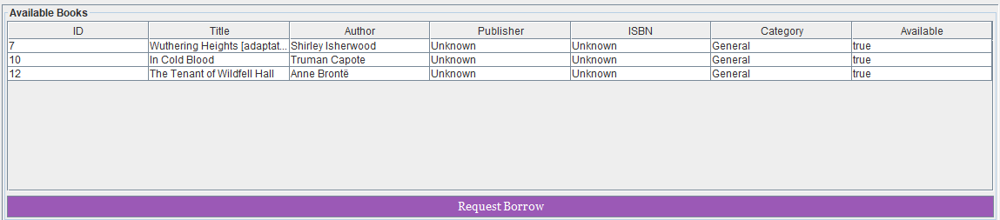 Available Books
ID Title Author Publisher ISBN Category Available
7 Wuthering Heights [adaptat... Shirley Isherwood Unknown Unknown General true
10 In Cold Blood Truman Capote Unknown Unknown General true
12 The Tenant of Wildfell Hall Anne Brontë Unknown Unknown General true
Request Borrow